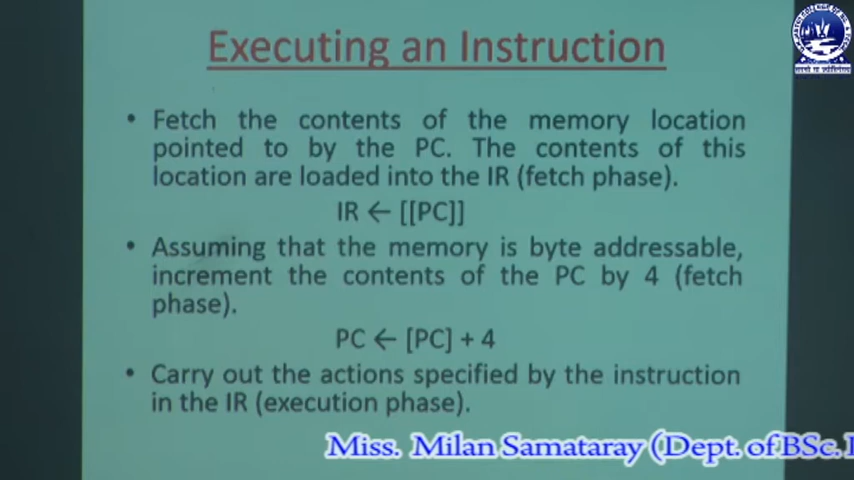 Executing an Instruction
• Fetch the contents of the memory location
pointed to by the PC. The contents of this
location are loaded into the IR (fetch phase).
IR ← [[PC]]
• Assuming that the memory is byte addressable,
increment the contents of the PC by 4 (fetch
phase).
PC ← [PC] + 4
• Carry out the actions specified by the instruction
in the IR (execution phase).
Miss. Milan Samataray (Dept. of BSc.